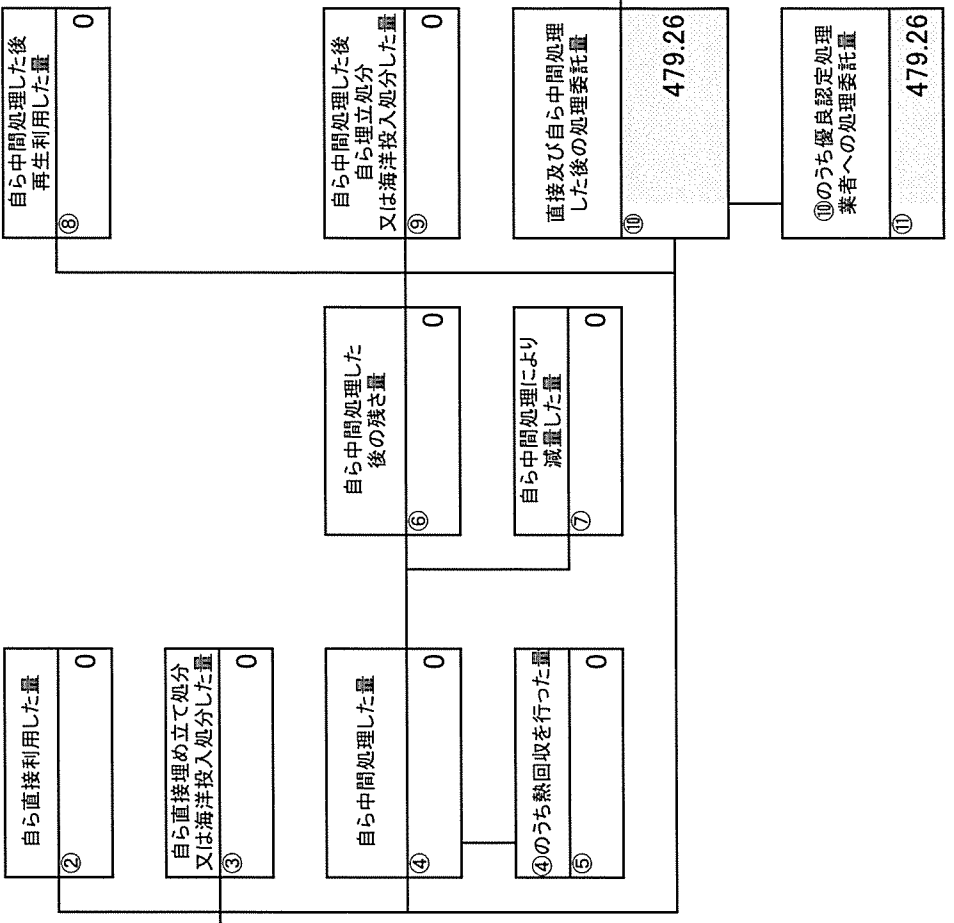 自ら直接利用した量
②
0
自ら直接埋め立て処分
又は海洋投入処分した量
③
0
自ら中間処理した量
④
0
④のうち熱回収を行った量
⑤
0
自ら中間処理した
後の残さ量
⑥
0
自ら中間処理により
減量した量
⑦
0
自ら中間処理した後
再生利用した量
⑧
0
自ら中間処理した後
自ら埋立処分
又は海洋投入処分した量
⑨
0
直接及び自ら中間処理
した後の処理委託量
⑩
479.26
⑩のうち優良認定処理
業者への処理委託量
⑪
479.26